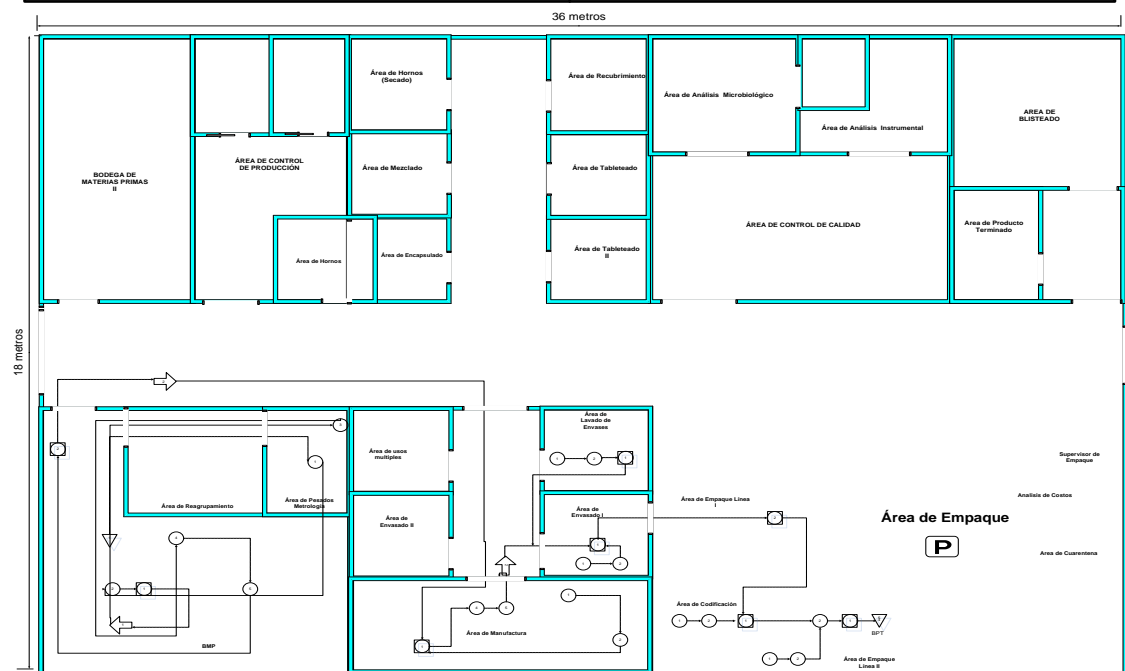 36 metros
18 metros
BODEGA DE
MATERIAS PRIMAS
II
ÁREA DE CONTROL
DE PRODUCCIÓN
Área de Hornos
(Secado)
Área de Mezclado
Área de Hornos
Área de Encapsulado
Área de Recubrimiento
Área de Tableteado
Área de Tableteado
II
Área de Análisis Microbiológico
Área de Análisis Instrumental
ÁREA DE CONTROL DE CALIDAD
AREA DE
BLISTEADO
Area de Producto
Terminado
Área de Reagrupamiento
Área de Pesados
Metrología
BMP
Área de usos
multiples
Área de
Envasado II
Área de
Lavado de
Envases
Área de
Envasado I
Área de Manufactura
Área de Empaque Linea
I
Área de Codificación
Área de Empaque
P
Supervisor de
Empaque
Analisis de Costos
Area de Cuarentena
BPT
Área de Empaque
Linea II